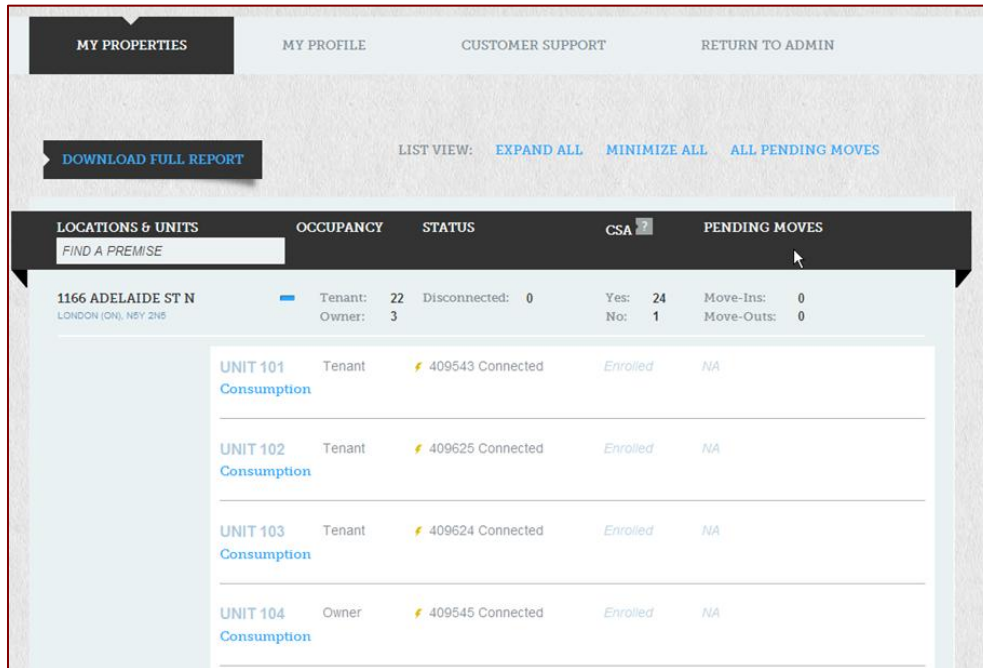 MY PROPERTIES MY PROFILE CUSTOMER SUPPORT RETURN TO ADMIN
DOWNLOAD FULL REPORT LIST VIEW: EXPAND ALL MINIMIZE ALL ALL PENDING MOVES
LOCATIONS & UNITS OCCUPANCY STATUS CSA ? PENDING MOVES
FIND A PREMISE
1166 ADELAIDE ST N Tenant: 22 Disconnected: 0 Yes: 24 Move-Ins: 0
LONDON (ON), N5Y 2N5 Owner: 3 No: 1 Move-Outs: 0
UNIT 101 Tenant 409543 Connected Enrolled NA
Consumption
UNIT 102 Tenant 409625 Connected Enrolled NA
Consumption
UNIT 103 Tenant 409624 Connected Enrolled NA
Consumption
UNIT 104 Owner 409545 Connected Enrolled NA
Consumption